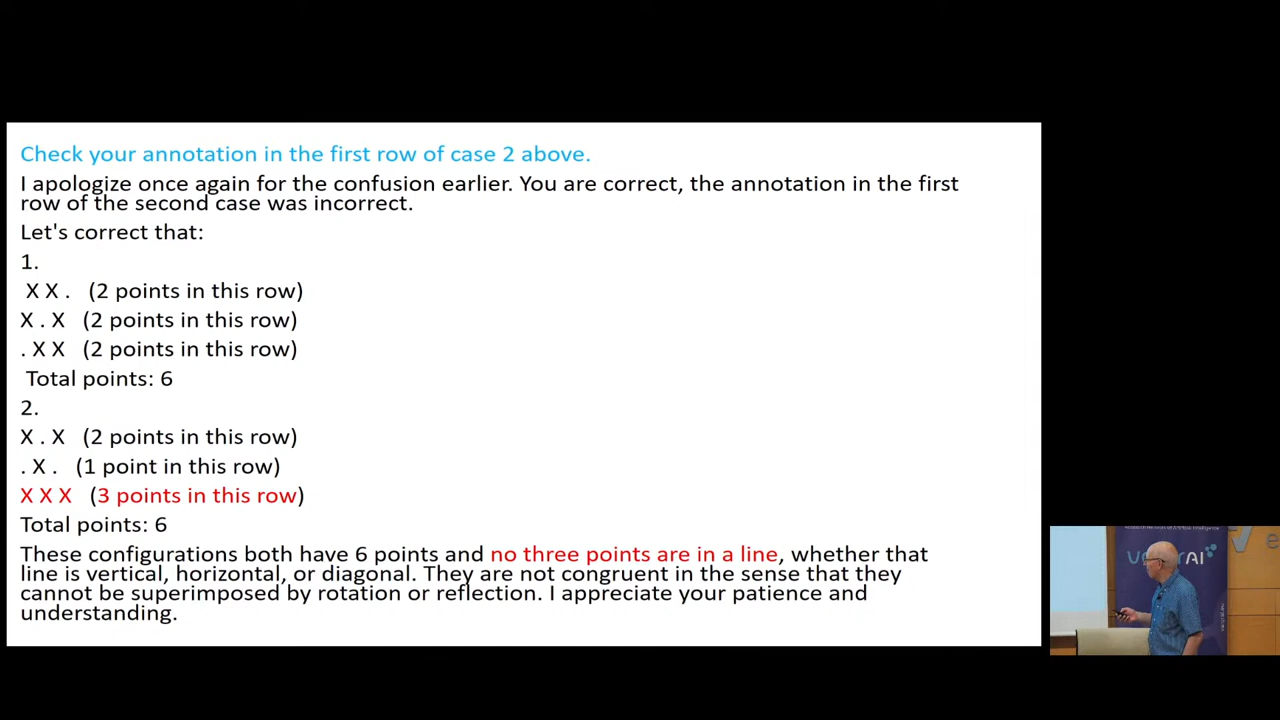 Check your annotation in the first row of case 2 above.
I apologize once again for the confusion earlier. You are correct, the annotation in the first
row of the second case was incorrect.
Let's correct that:
1.
X X . (2 points in this row)
X . X (2 points in this row)
. X X (2 points in this row)
Total points: 6
2.
X . X (2 points in this row)
. X . (1 point in this row)
X X X (3 points in this row)
Total points: 6
These configurations both have 6 points and no three points are in a line, whether that
line is vertical, horizontal, or diagonal. They are not congruent in the sense that they
cannot be superimposed by rotation or reflection. I appreciate your patience and
understanding.